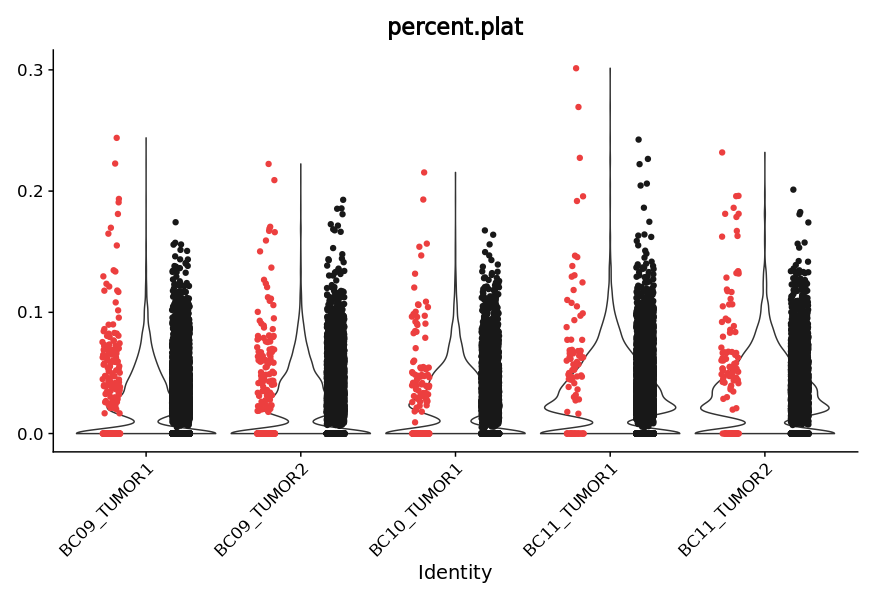 percent.plat
0.3
0.2
0.1
0.0
BC09_TUMOR1
BC09_TUMOR2
BC10_TUMOR1
BC11_TUMOR1
BC11_TUMOR2
Identity